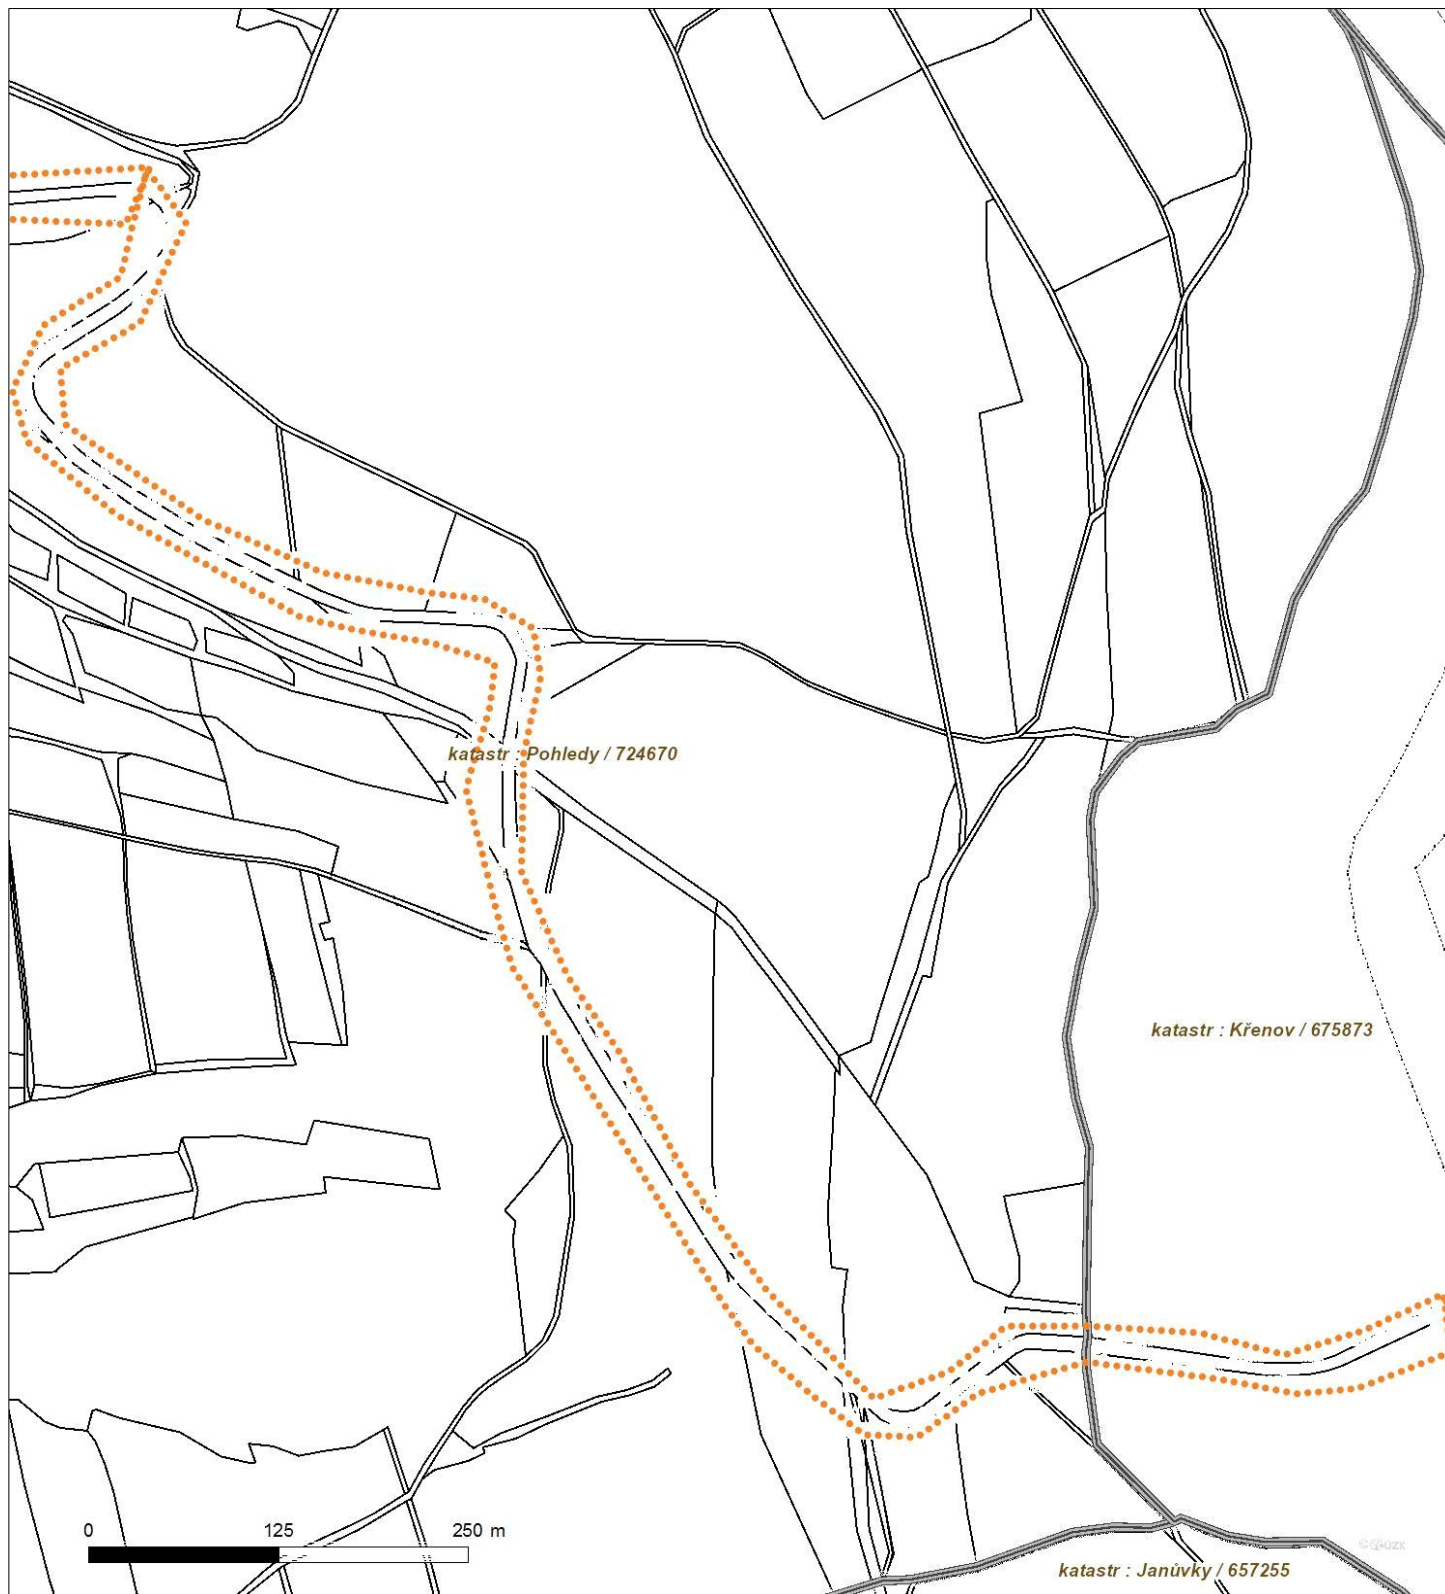 katastr : Pohledy / 724670
katastr : Křenov / 675873
0 125 250 m
katastr : Janůvky / 657255